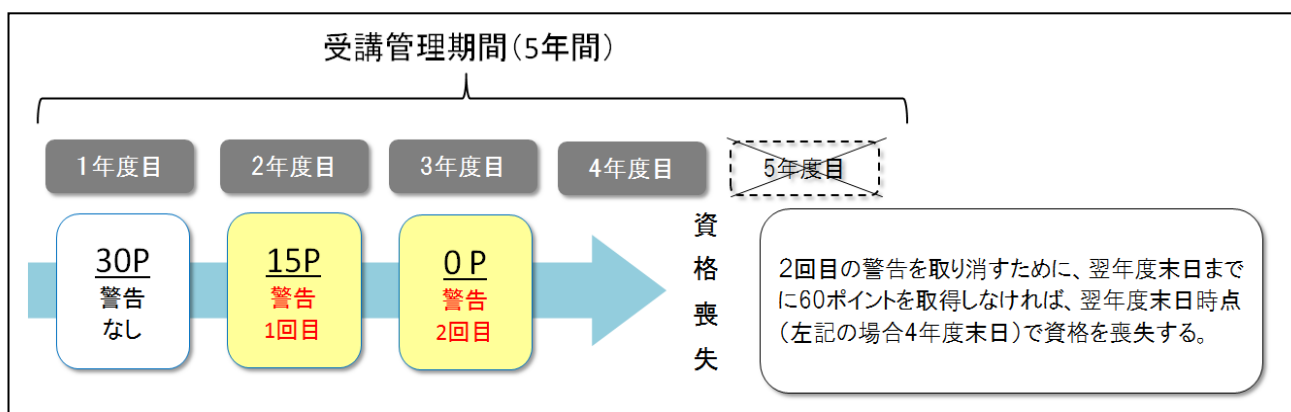 受講管理期間(5年間)
1年度目
2年度目
3年度目
4年度目
5年度目
30P
警告
なし
15P
警告
1回目
0P
警告
2回目
資格喪失
2回目の警告を取り消すために、翌年度末日まで
に60ポイントを取得しなければ、翌年度末日時点
(左記の場合4年度末日)で資格を喪失する。